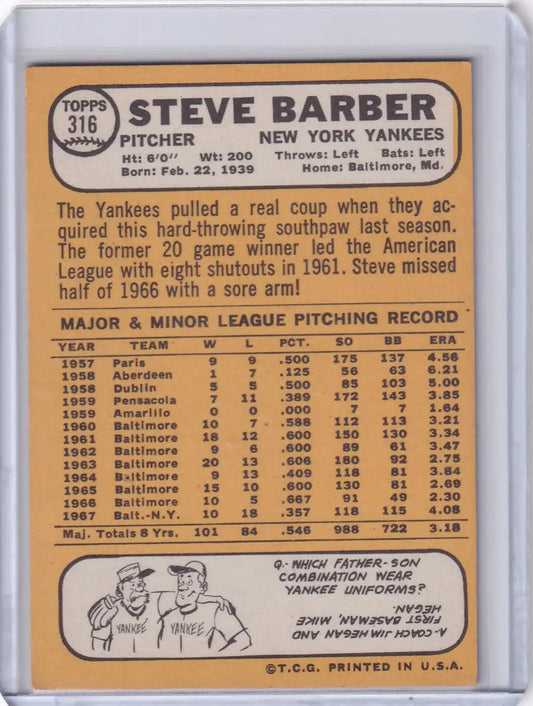 TOPPS
316
STEVE BARBER
PITCHER NEW YORK YANKEES
Ht: 6'0" Wt: 200 Throws: Left Bats: Left
Born: Feb. 22, 1939 Home: Baltimore, Md.
The Yankees pulled a real coup when they ac-
quired this hard-throwing southpaw last season.
The former 20 game winner led the American
League with eight shutouts in 1961. Steve missed
half of 1966 with a sore arm!
MAJOR & MINOR LEAGUE PITCHING RECORD
YEAR TEAM W L PCT. SO BB ERA
1957 Paris 9 9 .500 175 137 4.56
1958 Aberdeen 1 7 .125 56 63 6.21
1958 Dublin 5 5 .500 85 103 5.00
1959 Pensacola 7 11 .389 172 143 3.85
1959 Amarillo 0 0 .000 7 7 1.64
1960 Baltimore 10 7 .588 112 113 3.21
1961 Baltimore 18 12 .600 150 130 3.34
1962 Baltimore 9 6 .600 89 61 3.47
1963 Baltimore 20 13 .606 180 92 2.75
1964 Baltimore 9 13 .409 118 81 3.84
1965 Baltimore 15 10 .600 130 81 2.69
1966 Baltimore 10 5 .667 91 49 2.30
1967 Balt.-N.Y. 10 18 .357 118 115 4.08
Maj. Totals 8 Yrs. 101 84 .546 988 722 3.18
YANKEE YANKEE
Q- WHICH FATHER-SON
COMBINATION WEAR
YANKEE UNIFORMS?
A. COACH JIM HEGAN AND
FIRST BASEMAN, MIKE
HEGAN.
©T.C.G. PRINTED IN U.S.A.